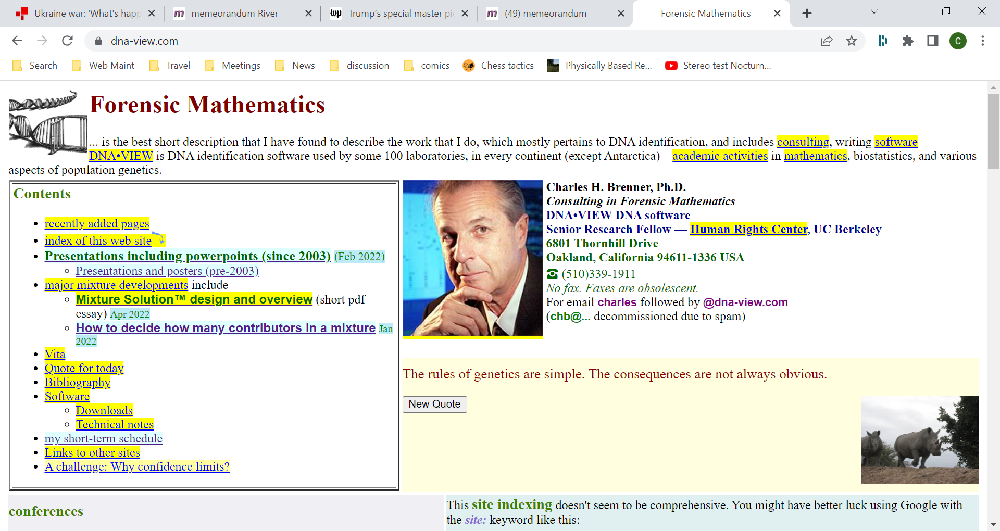 Ukraine war: 'What's happ
memeorandum River
Trump's special master pi
(49) memeorandum
Forensic Mathematics
dna-view.com
C
Search
Web Maint
Travel
Meetings
News
discussion
comics
Chess tactics
Physically Based Re...
Stereo test Nocturn...
Forensic Mathematics
... is the best short description that I have found to describe the work that I do, which mostly pertains to DNA identification, and includes consulting, writing software –
DNA•VIEW is DNA identification software used by some 100 laboratories, in every continent (except Antarctica) – academic activities in mathematics, biostatistics, and various
aspects of population genetics.
Contents
recently added pages
index of this web site
Presentations including powerpoints (since 2003) (Feb 2022)
Presentations and posters (pre-2003)
major mixture developments include —
Mixture Solution™ design and overview (short pdf
essay) Apr 2022
How to decide how many contributors in a mixture Jan
2022
Vita
Quote for today
Bibliography
Software
Downloads
Technical notes
my short-term schedule
Links to other sites
A challenge: Why confidence limits?
Charles H. Brenner, Ph.D.
Consulting in Forensic Mathematics
DNA•VIEW DNA software
Senior Research Fellow — Human Rights Center, UC Berkeley
6801 Thornhill Drive
Oakland, California 94611-1336 USA
☎ (510)339-1911
No fax. Faxes are obsolescent.
For email charles followed by @dna-view.com
(chb@... decommissioned due to spam)
The rules of genetics are simple. The consequences are not always obvious.
–
New Quote
conferences
This site indexing doesn't seem to be comprehensive. You might have better luck using Google with
the site: keyword like this: